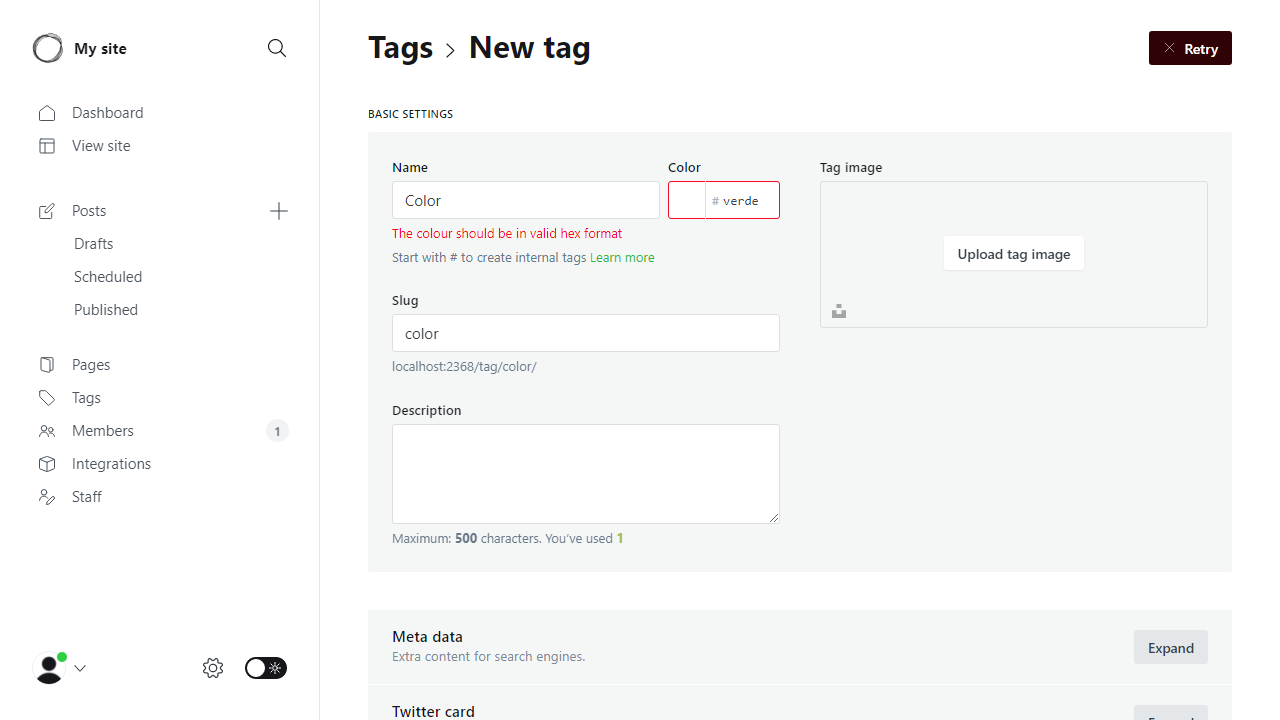 My site
Dashboard
View site
Posts
Drafts
Scheduled
Published
Pages
Tags
Members 1
Integrations
Staff
Tags > New tag
Retry
BASIC SETTINGS
Name
Color
Color
# verde
The colour should be in valid hex format
Start with # to create internal tags Learn more
Slug
color
localhost:2368/tag/color/
Description
Maximum: 500 characters. You've used 1
Tag image
Upload tag image
Meta data
Extra content for search engines.
Expand
Twitter card
Expand